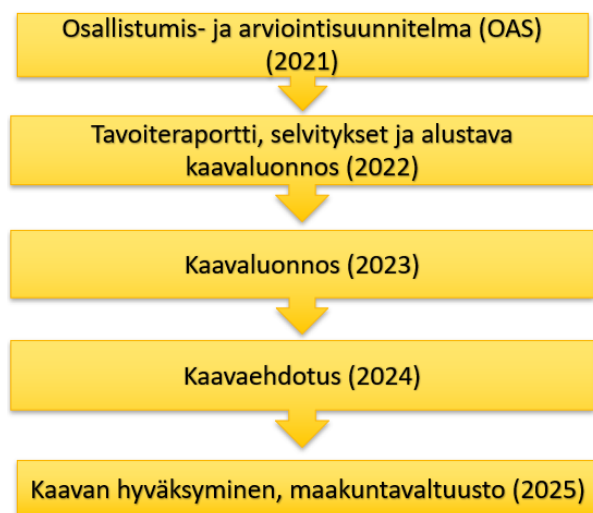 Osallistumis- ja arviointisuunnitelma (OAS)
(2021)
Tavoiteraportti, selvitykset ja alustava
kaavaluonnos (2022)
Kaavaluonnos (2023)
Kaavaehdotus (2024)
Kaavan hyväksyminen, maakuntavaltuusto (2025)